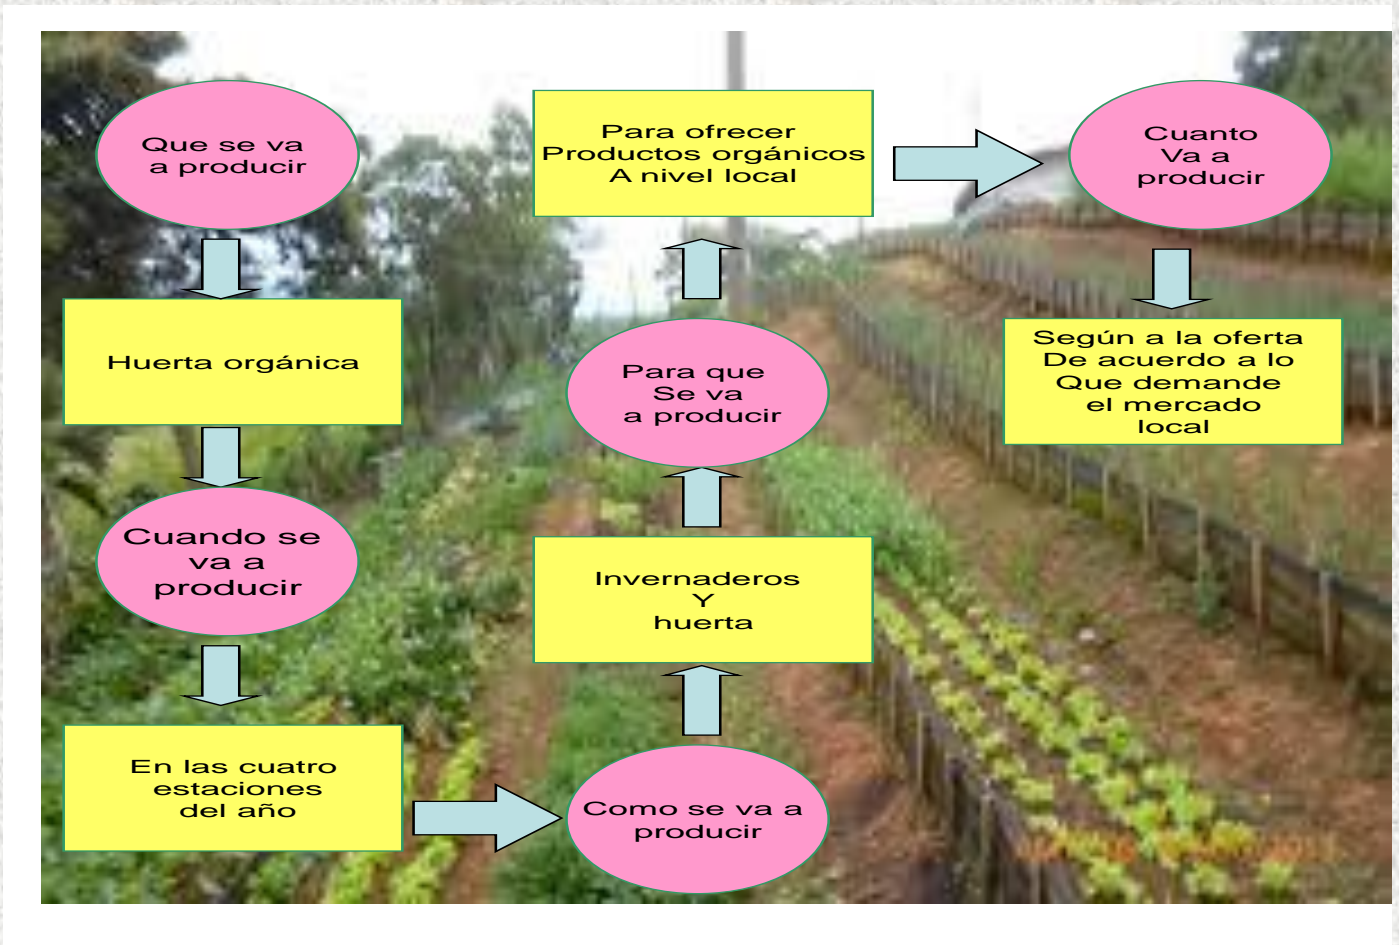 Que se va
a producir
Huerta orgánica
Cuando se
va a
producir
En las cuatro
estaciones
del año
Como se va a
producir
Invernaderos
Y
huerta
Para que
Se va
a producir
Para ofrecer
Productos orgánicos
A nivel local
Cuanto
Va a
producir
Según a la oferta
De acuerdo a lo
Que demande
el mercado
local